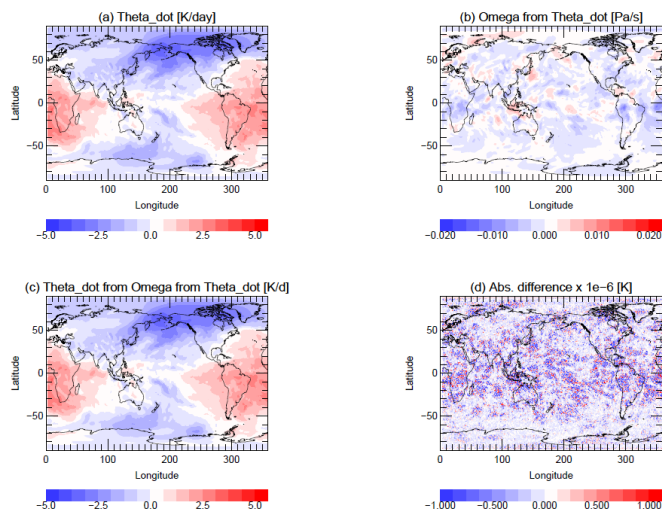 (a) Theta_dot [K/day]
Latitude
50
0
−50
0 100 200 300
Longitude
−5.0 −2.5 0.0 2.5 5.0
(b) Omega from Theta_dot [Pa/s]
Latitude
50
0
−50
0 100 200 300
Longitude
−0.020 −0.010 0.000 0.010 0.020
(c) Theta_dot from Omega from Theta_dot [K/d]
Latitude
50
0
−50
0 100 200 300
Longitude
−5.0 −2.5 0.0 2.5 5.0
(d) Abs. difference x 1e−6 [K]
Latitude
50
0
−50
0 100 200 300
Longitude
−1.000 −0.500 0.000 0.500 1.000